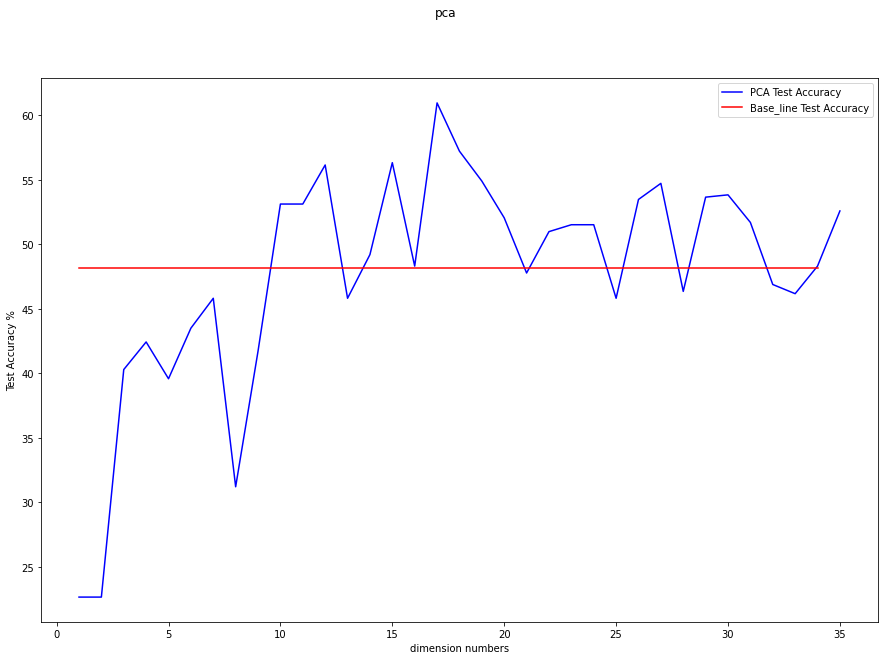 pca
PCA Test Accuracy
Base_line Test Accuracy
60
55
50
45
40
35
30
25
Test Accuracy %
0 5 10 15 20 25 30 35
dimension numbers